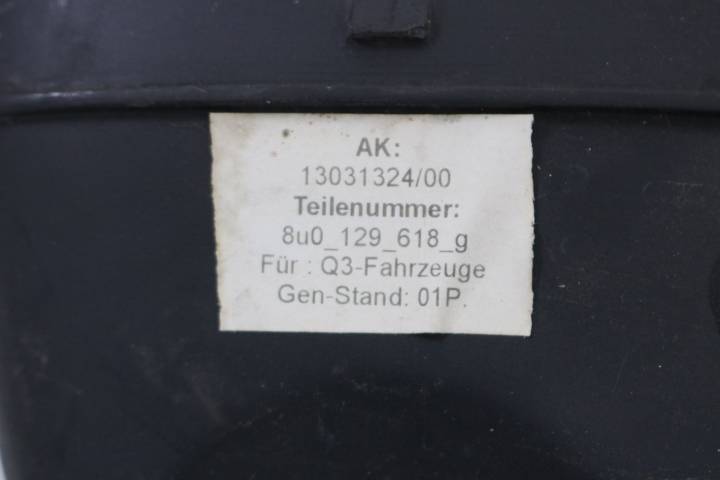 AK:
13031324/00
Teilenummer:
8u0_129_618_g
Für : Q3-Fahrzeuge
Gen-Stand: 01P.